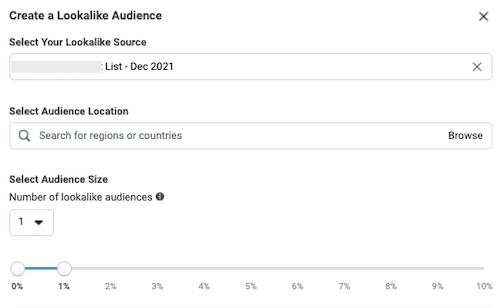 Create a Lookalike Audience
Select Your Lookalike Source
List - Dec 2021
Select Audience Location
Search for regions or countries Browse
Select Audience Size
Number of lookalike audiences
1
0% 1% 2% 3% 4% 5% 6% 7% 8% 9% 10%